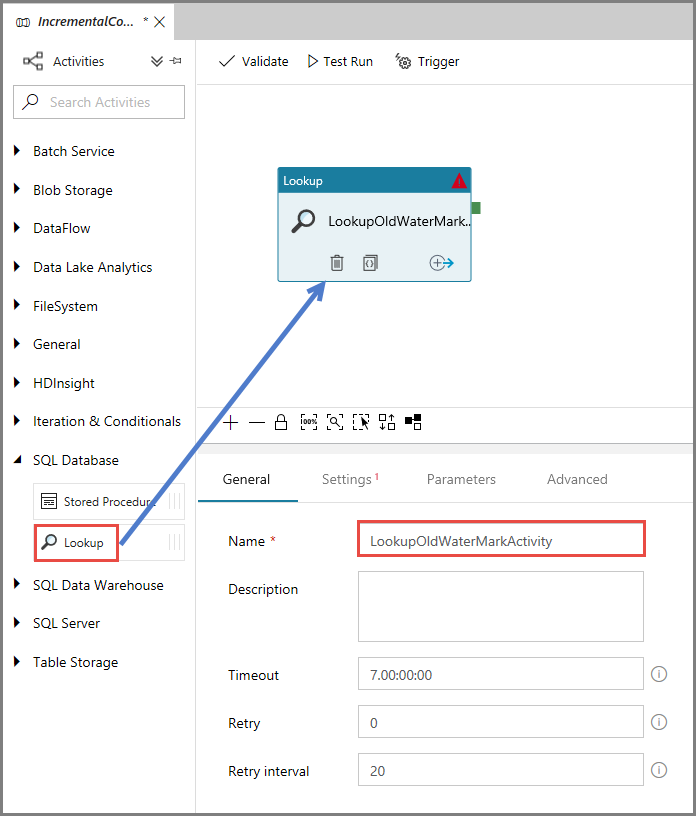 IncrementalCo... *
Activities
Search Activities
Batch Service
Blob Storage
DataFlow
Data Lake Analytics
FileSystem
General
HDInsight
Iteration & Conditionals
SQL Database
Stored Procedur
Lookup
SQL Data Warehouse
SQL Server
Table Storage
Validate Test Run Trigger
Lookup
LookupOldWaterMark...
100%
General Settings 1 Parameters Advanced
Name * LookupOldWaterMarkActivity
Description
Timeout 7.00:00:00
Retry 0
Retry interval 20